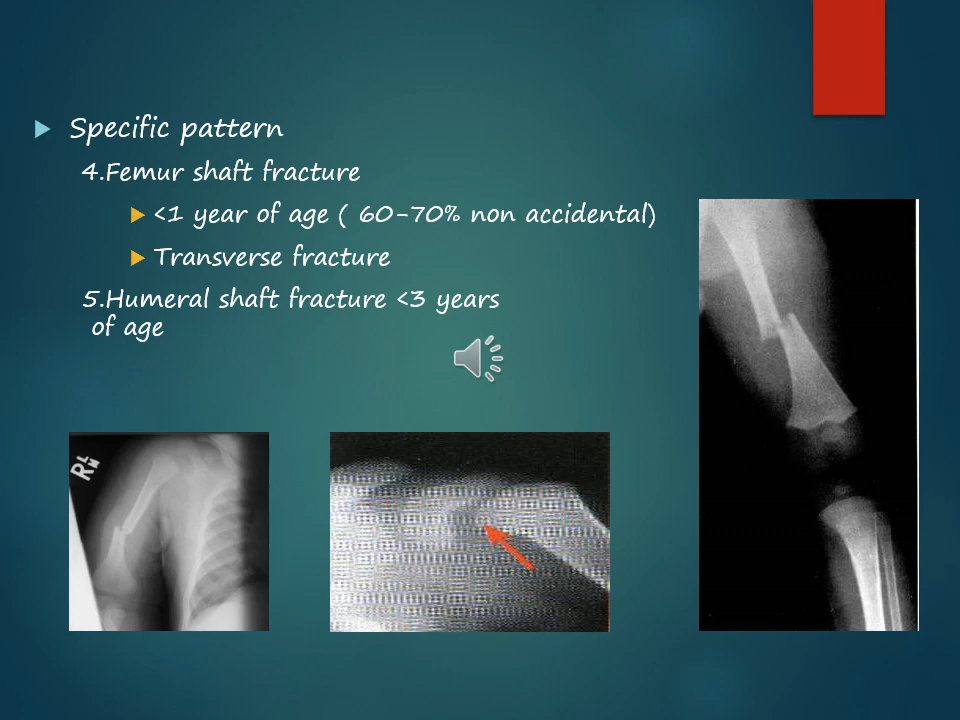 Specific pattern
4.Femur shaft fracture
<1 year of age ( 60-70% non accidental)
Transverse fracture
5.Humeral shaft fracture <3 years
of age